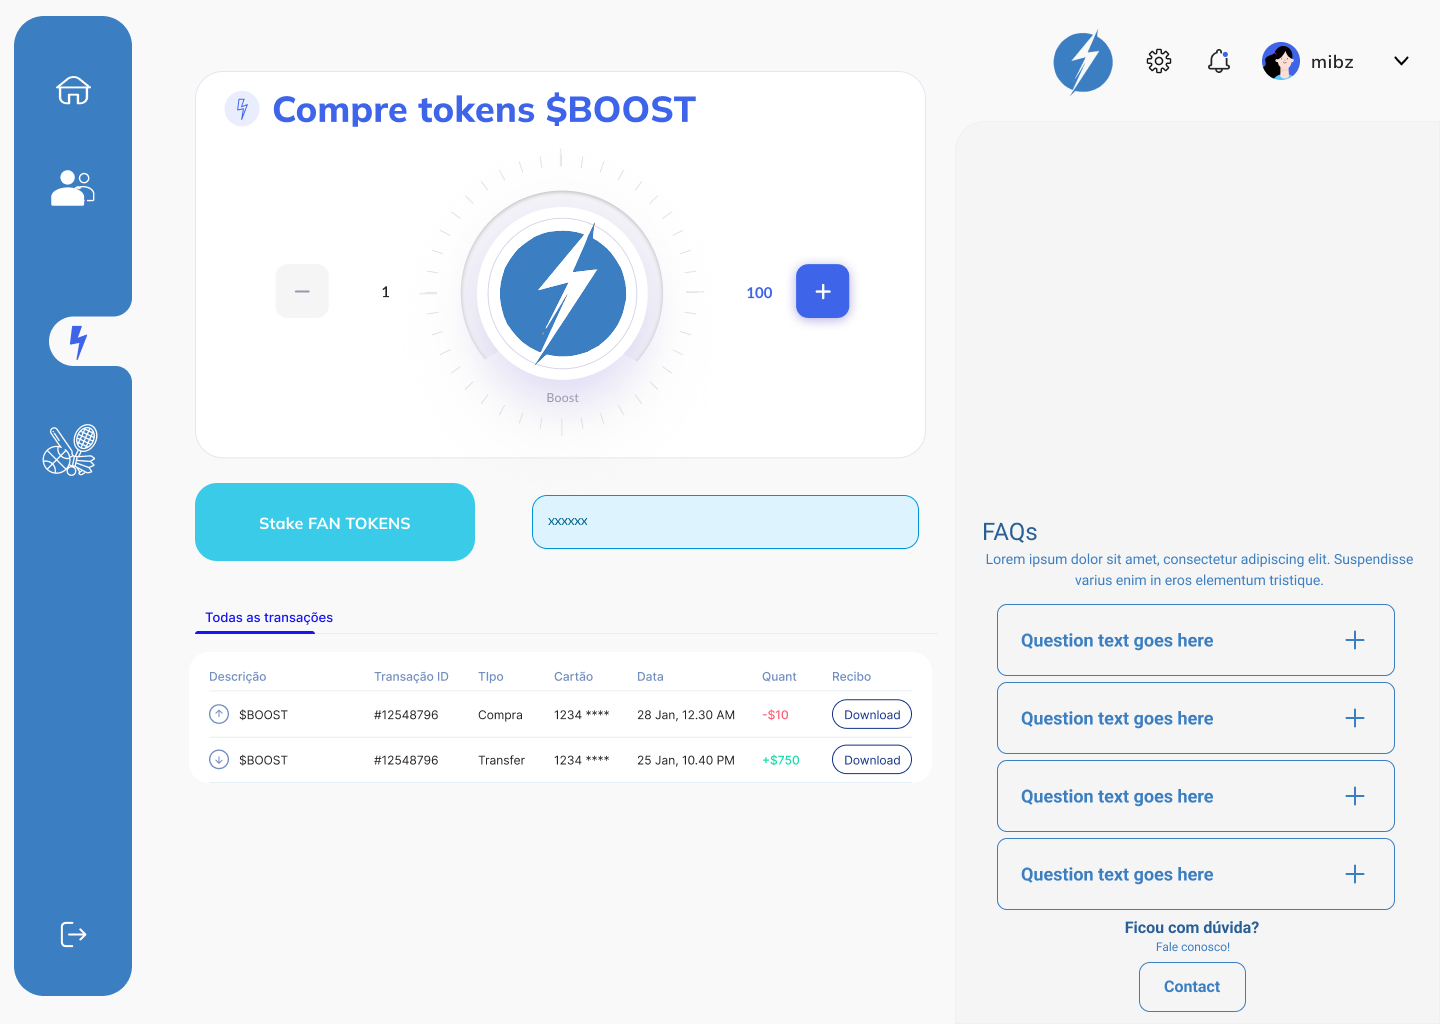 mibz
Compre tokens $BOOST
1
100
Boost
Stake FAN TOKENS
xxxxxx
Todas as transações
Descrição Transação ID TIpo Cartão Data Quant Recibo
$BOOST #12548796 Compra 1234 **** 28 Jan, 12.30 AM -$10 Download
$BOOST #12548796 Transfer 1234 **** 25 Jan, 10.40 PM +$750 Download
FAQs
Lorem ipsum dolor sit amet, consectetur adipiscing elit. Suspendisse
varius enim in eros elementum tristique.
Question text goes here
Question text goes here
Question text goes here
Question text goes here
Ficou com dúvida?
Fale conosco!
Contact